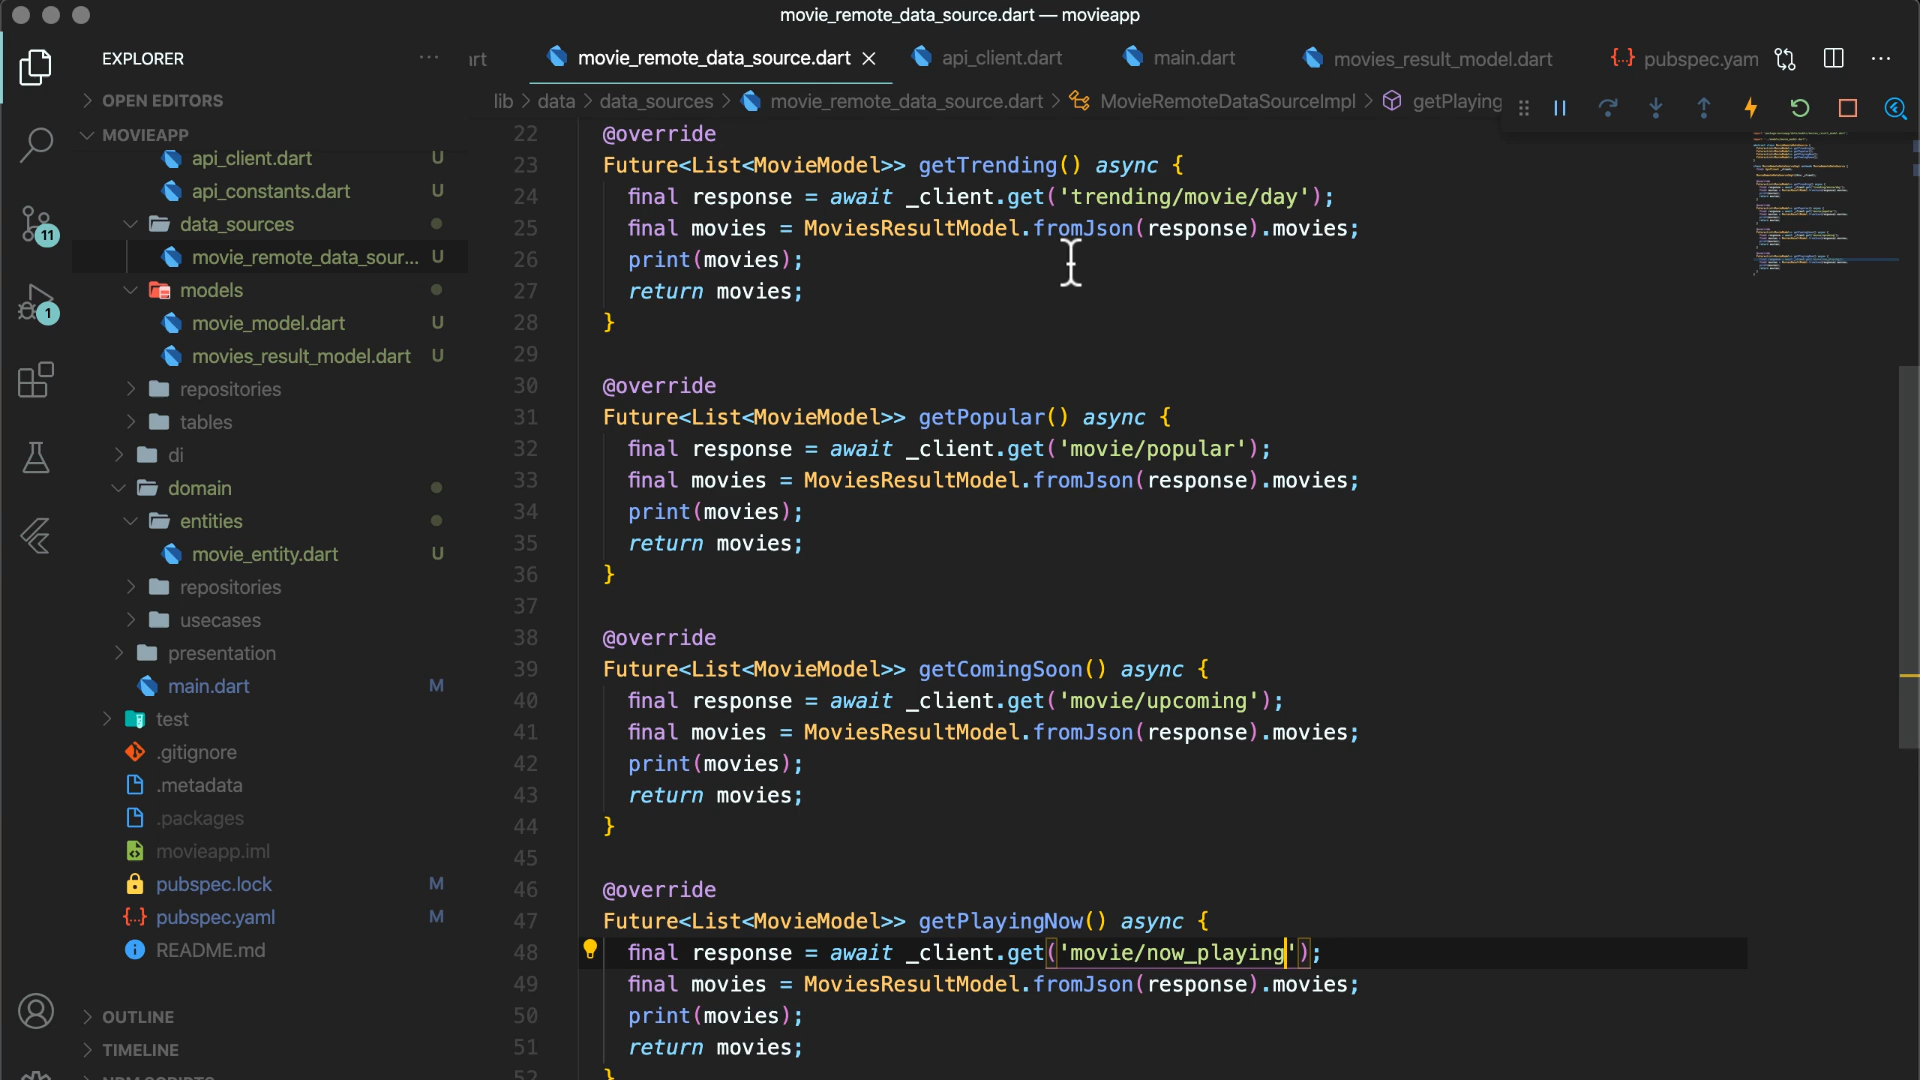 movie_remote_data_source.dart — movieapp
EXPLORER
rt
movie_remote_data_source.dart
api_client.dart
main.dart
movies_result_model.dart
{..} pubspec.yam
OPEN EDITORS
lib > data > data_sources > movie_remote_data_source.dart > MovieRemoteDataSourceImpl > getPlaying
MOVIEAPP
api_client.dart U
api_constants.dart U
data_sources
movie_remote_data_sour... U
models
movie_model.dart U
movies_result_model.dart U
repositories
tables
di
domain
entities
movie_entity.dart U
repositories
usecases
presentation
main.dart M
test
.gitignore
.metadata
.packages
movieapp.iml
pubspec.lock M
{..} pubspec.yaml M
README.md
OUTLINE
TIMELINE
11
1
22 @override
23 Future<List<MovieModel>> getTrending() async {
24 final response = await _client.get('trending/movie/day');
25 final movies = MoviesResultModel.fromJson(response).movies;
26 print(movies);
27 return movies;
28 }
29
30 @override
31 Future<List<MovieModel>> getPopular() async {
32 final response = await _client.get('movie/popular');
33 final movies = MoviesResultModel.fromJson(response).movies;
34 print(movies);
35 return movies;
36 }
37
38 @override
39 Future<List<MovieModel>> getComingSoon() async {
40 final response = await _client.get('movie/upcoming');
41 final movies = MoviesResultModel.fromJson(response).movies;
42 print(movies);
43 return movies;
44 }
45
46 @override
47 Future<List<MovieModel>> getPlayingNow() async {
48 final response = await _client.get('movie/now_playing');
49 final movies = MoviesResultModel.fromJson(response).movies;
50 print(movies);
51 return movies;
52 }